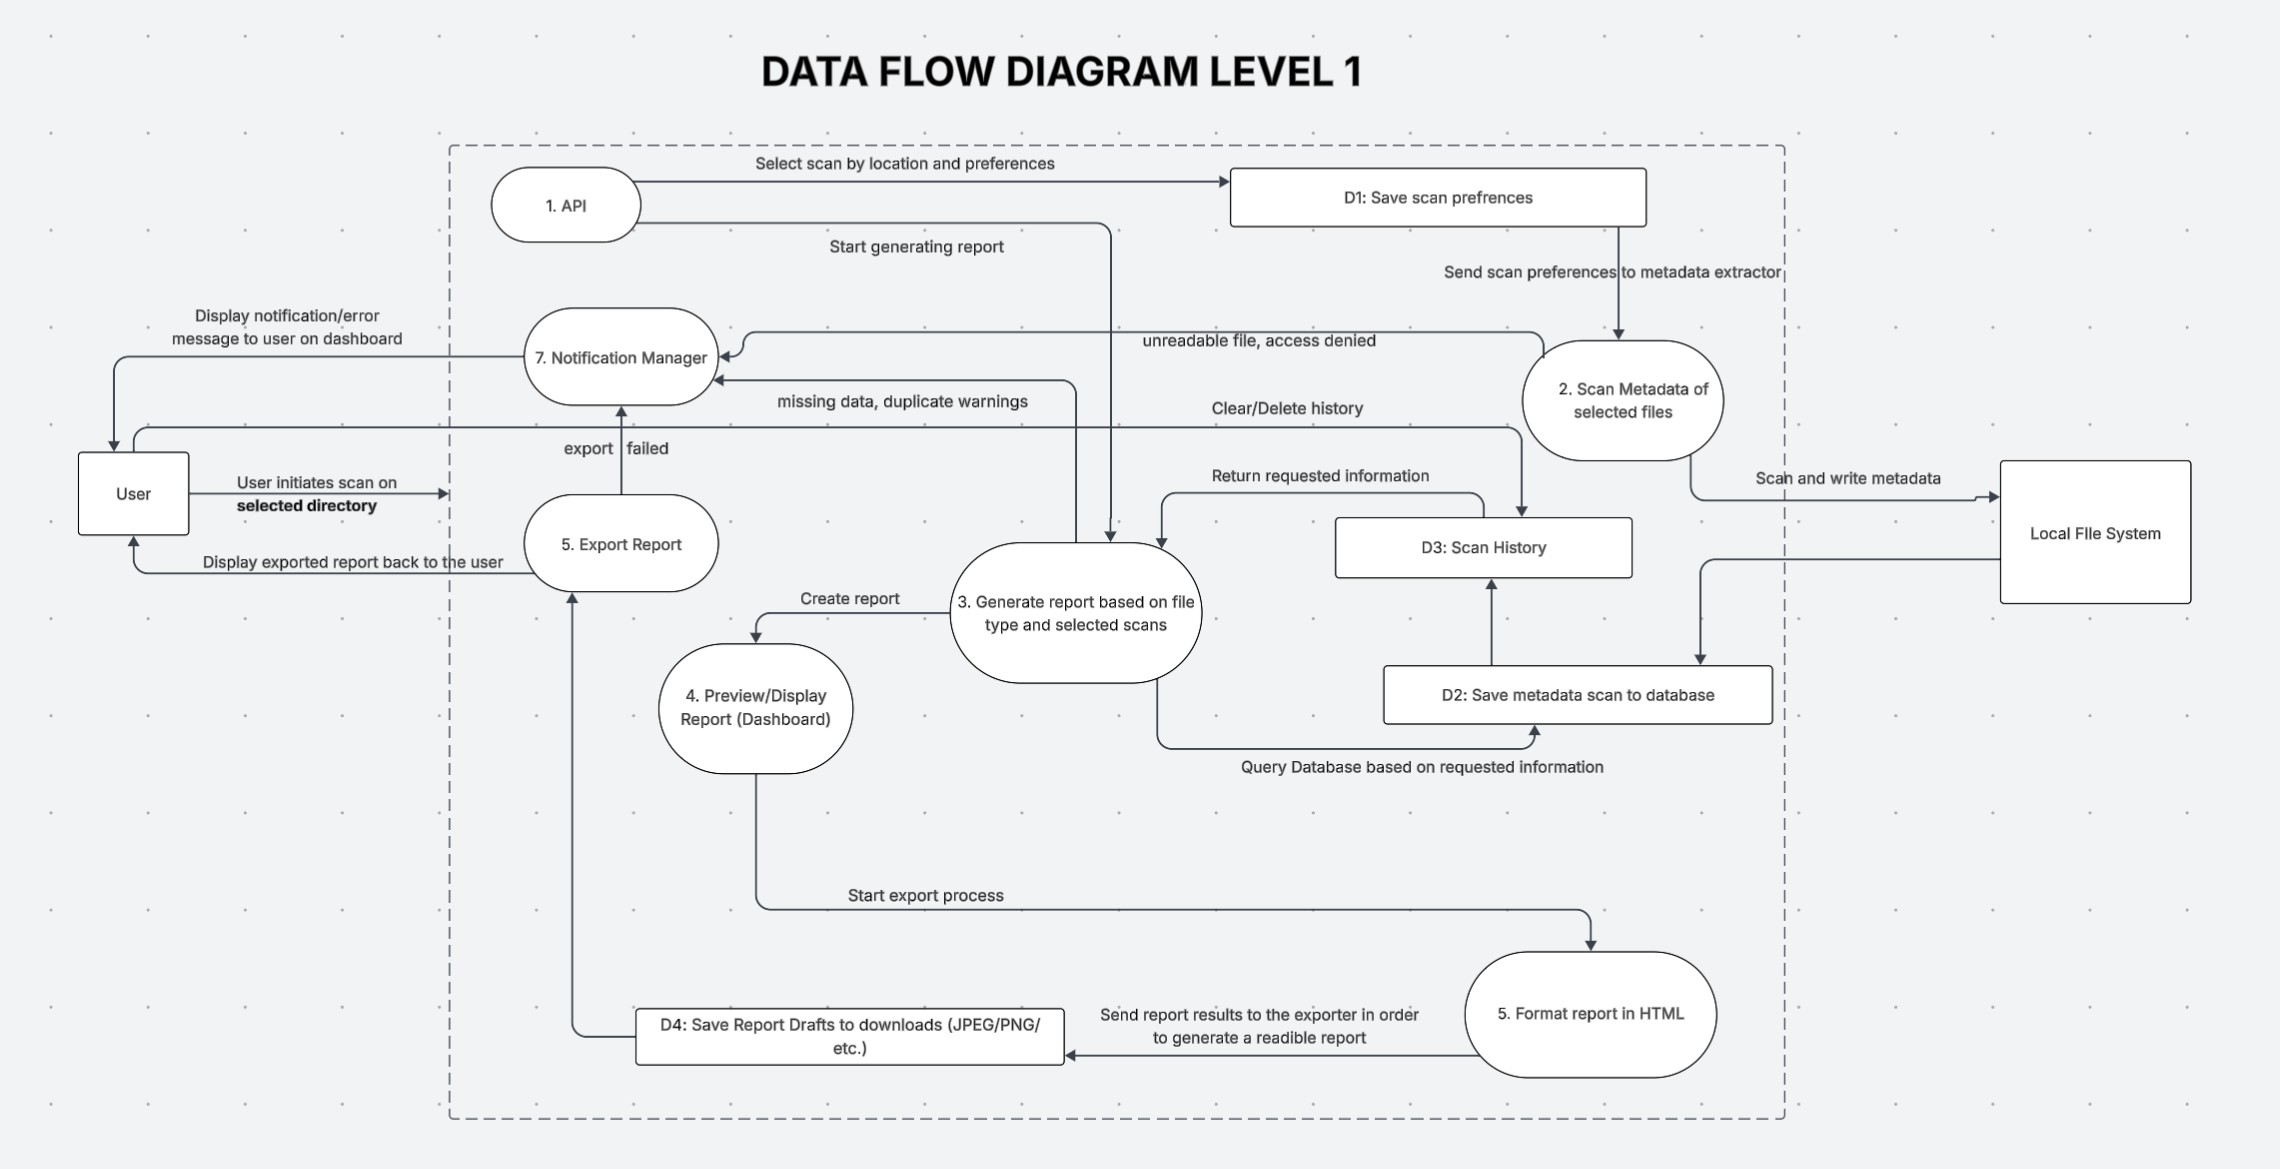 DATA FLOW DIAGRAM LEVEL 1
Select scan by location and preferences
1. API
D1: Save scan prefrences
Start generating report
Send scan preferences to metadata extractor
Display notification/error
message to user on dashboard
unreadable file, access denied
7. Notification Manager
2. Scan Metadata of
selected files
missing data, duplicate warnings
Clear/Delete history
export failed
User
User initiates scan on
selected directory
Return requested information
Scan and write metadata
5. Export Report
D3: Scan History
Local FIle System
Display exported report back to the user
Create report
3. Generate report based on file
type and selected scans
4. Preview/Display
Report (Dashboard)
D2: Save metadata scan to database
Query Database based on requested information
Start export process
5. Format report in HTML
Send report results to the exporter in order
to generate a readible report
D4: Save Report Drafts to downloads (JPEG/PNG/
etc.)